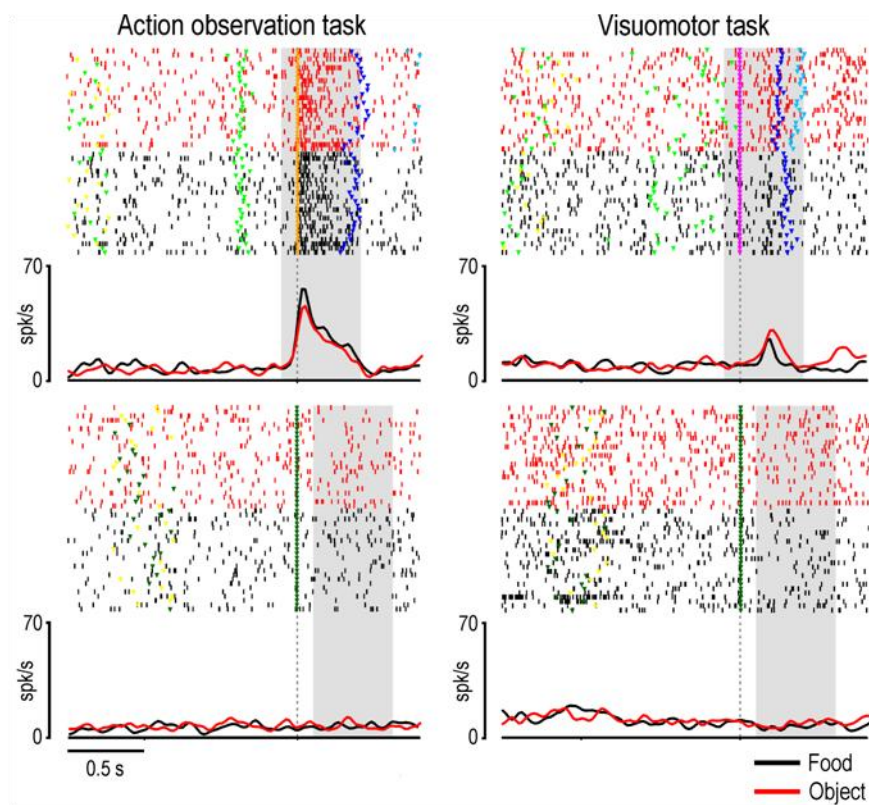 Action observation task
Visuomotor task
70
spk/s
0
70
spk/s
0
70
spk/s
0
70
spk/s
0
0.5 s
Food
Object